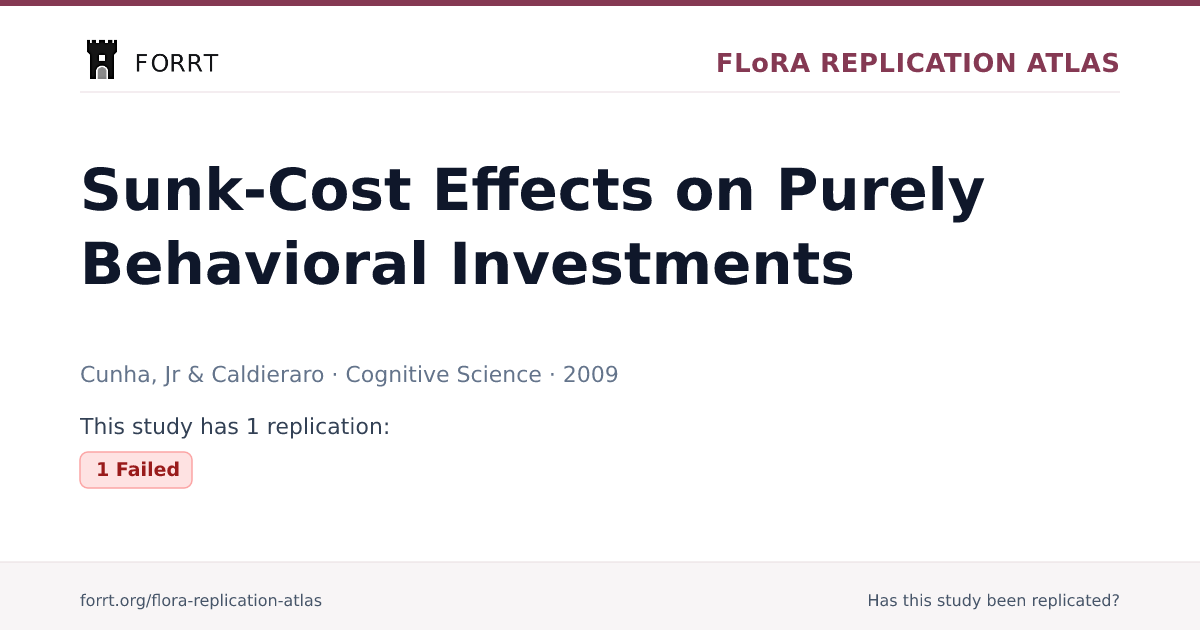 FORRT
FLoRA REPLICATION ATLAS
Sunk-Cost Effects on Purely
Behavioral Investments
Cunha, Jr & Caldieraro · Cognitive Science · 2009
This study has 1 replication:
1 Failed
forrt.org/flora-replication-atlas
Has this study been replicated?